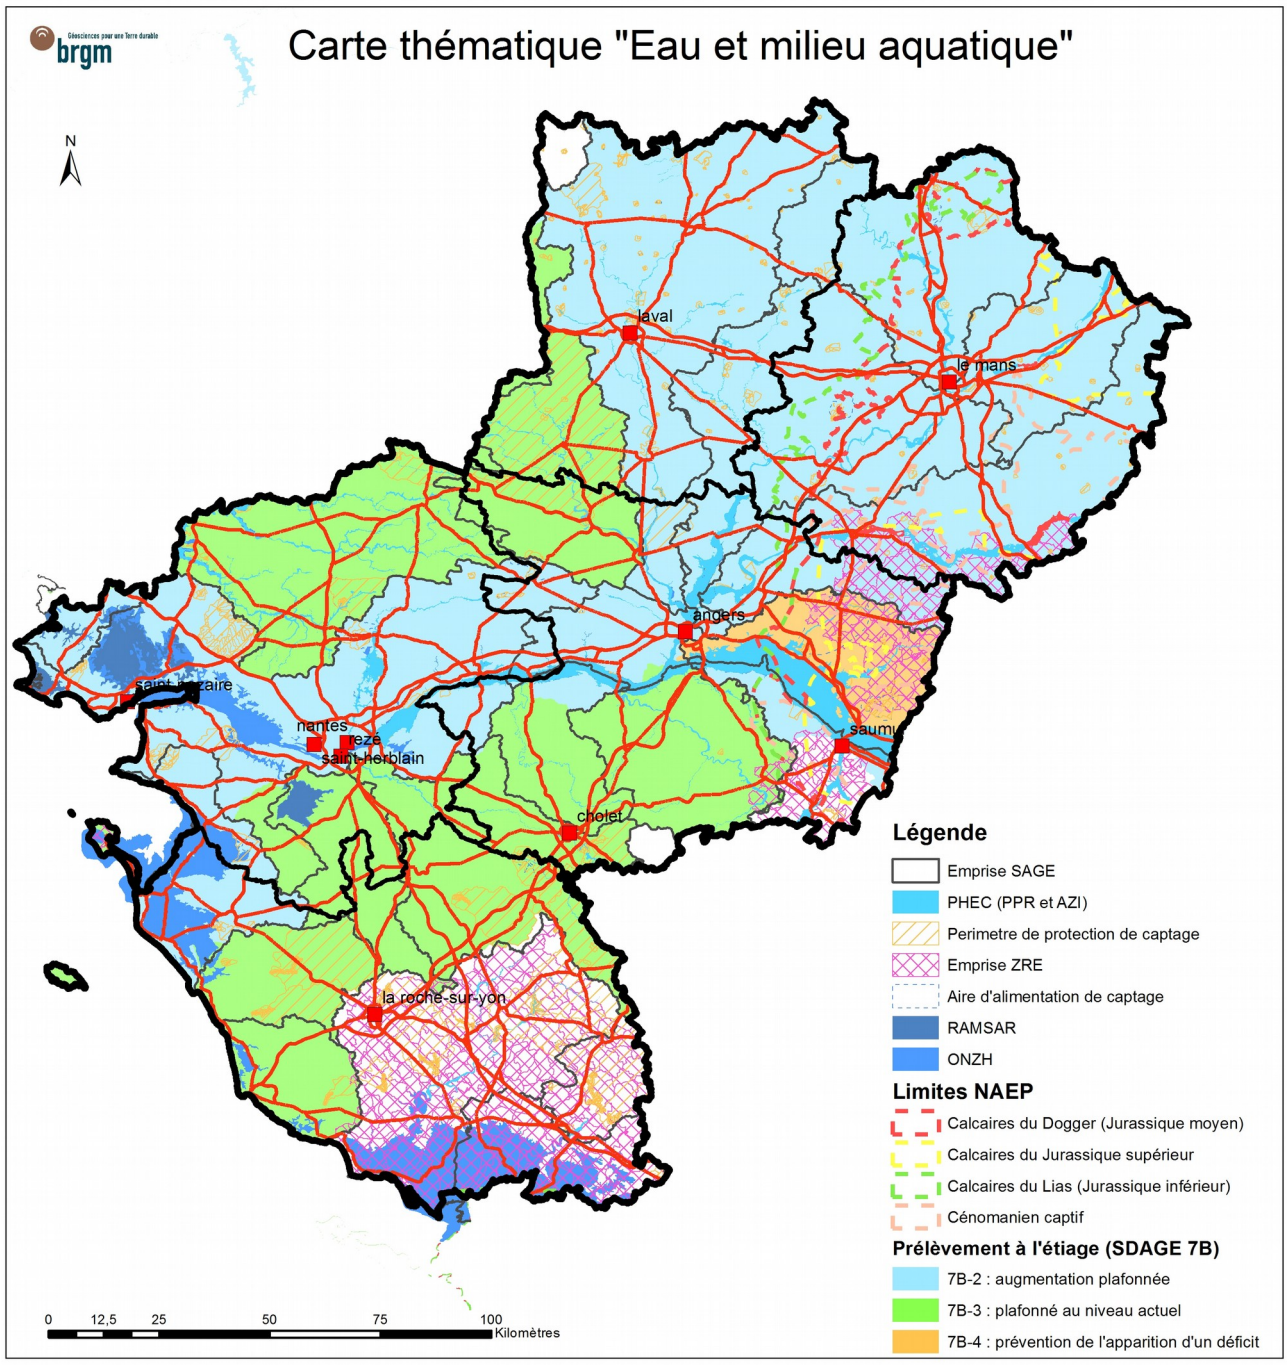 Géosciences pour une Terre durable
brgm
Carte thématique "Eau et milieu aquatique"
N
laval
le mans
angers
saint-nazaire
saumu
nantes
rezé
saint-herblain
cholet
la roche-sur-yon
Légende
Emprise SAGE
PHEC (PPR et AZI)
Perimetre de protection de captage
Emprise ZRE
Aire d'alimentation de captage
RAMSAR
ONZH
Limites NAEP
Calcaires du Dogger (Jurassique moyen)
Calcaires du Jurassique supérieur
Calcaires du Lias (Jurassique inférieur)
Cénomanien captif
Prélèvement à l'étiage (SDAGE 7B)
7B-2 : augmentation plafonnée
7B-3 : plafonné au niveau actuel
7B-4 : prévention de l'apparition d'un déficit
0 12,5 25 50 75 100
Kilomètres